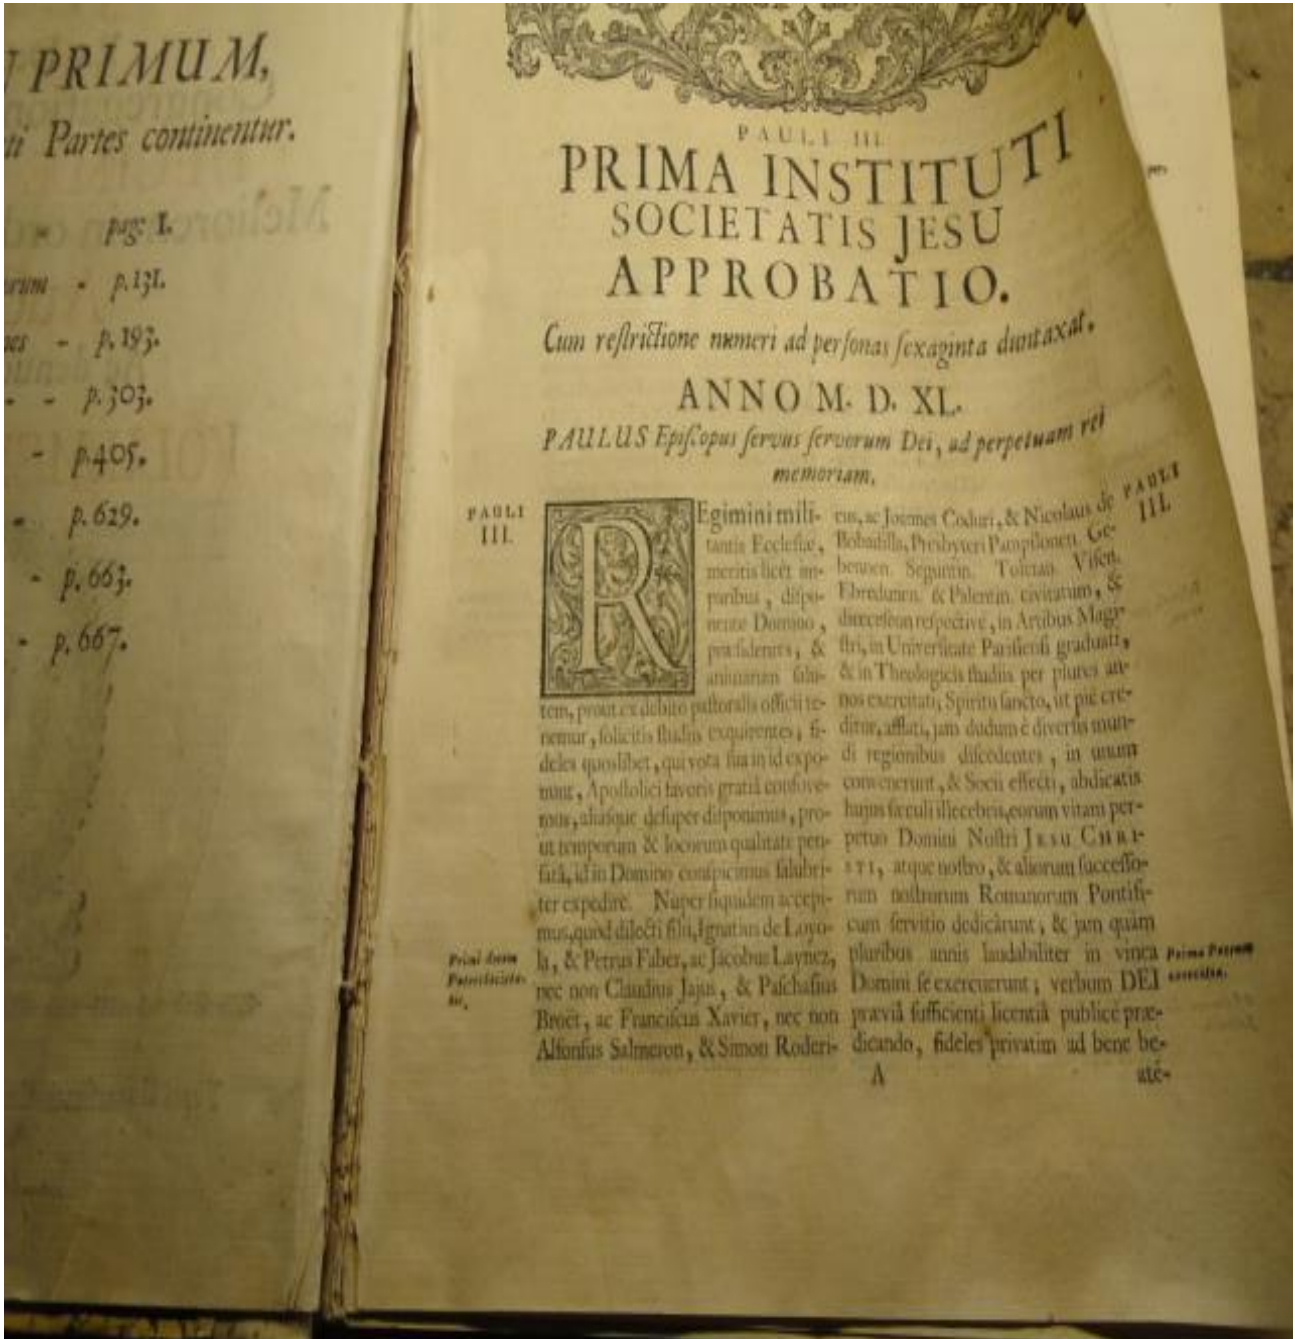 PRIMUM,
Partes continentur.
pag: 1.
- p. 131.
- p. 193.
- - p. 303.
- p. 405.
- p. 629.
- p. 663.
- p. 667.
PAULI III.
PRIMA INSTITUTI
SOCIETATIS JESU
APPROBATIO.
Cum restrictione numeri ad personas sexaginta duntaxat.
ANNO M. D. XL.
PAULUS Episcopus servus servorum Dei, ad perpetuam rei
memoriam.
PAULI
III.
REgimini mili-
tantis Ecclesiæ,
meritis licèt im-
paribus, dispo-
nente Domino,
præsidentes, &
animarum salu-
tem, prout ex debito pastoralis officii te-
nemur, solicitis studiis exquirentes, fi-
deles quoslibet, qui vota sua in id expo-
nunt, Apostolici favoris gratiâ confove-
mus, aliàsque desuper disponimus, pro-
ut temporum & locorum qualitate pen-
satâ, id in Domino conspicimus salubri-
ter expedire. Nuper siquidem accepi-
mus, quod dilecti filii, Ignatius de Loyo-
la, & Petrus Faber, ac Jacobus Laynez,
nec non Claudius Jajus, & Paschasius
Broët, ac Franciscus Xavier, nec non
Alfonsus Salmeron, & Simon Roderi-
Primi decem
PAULI
III.
cus, ac Joannes Coduri, & Nicolaus de
Bobadilla, Presbyteri Pampilonen. Ge-
bennen. Seguntin. Toletan. Visen.
Ebredunen. & Palentin. civitatum, &
diœceseon respective, in Artibus Magi-
stri, in Universitate Parisiensi graduati,
& in Theologicis studiis per plures an-
nos exercitati; Spiritu sancto, ut piè cre-
ditur, afflati, jam dudum è diversis mun-
di regionibus discedentes, in unum
convenerunt, & Socii effecti, abdicatis
hujus sæculi illecebris, eorum vitam per-
petuo Domini Nostri JESU CHRI-
STI, atque nostro, & aliorum successo-
rum nostrorum Romanorum Pontifi-
cum servitio dedicârunt; & jam quàm
pluribus annis laudabiliter in vinea
Domini se exercuerunt; verbum DEI
præviâ sufficienti licentiâ publicè præ-
dicando, fideles privatim ad bene be-
Prima Patrum
A
atè-